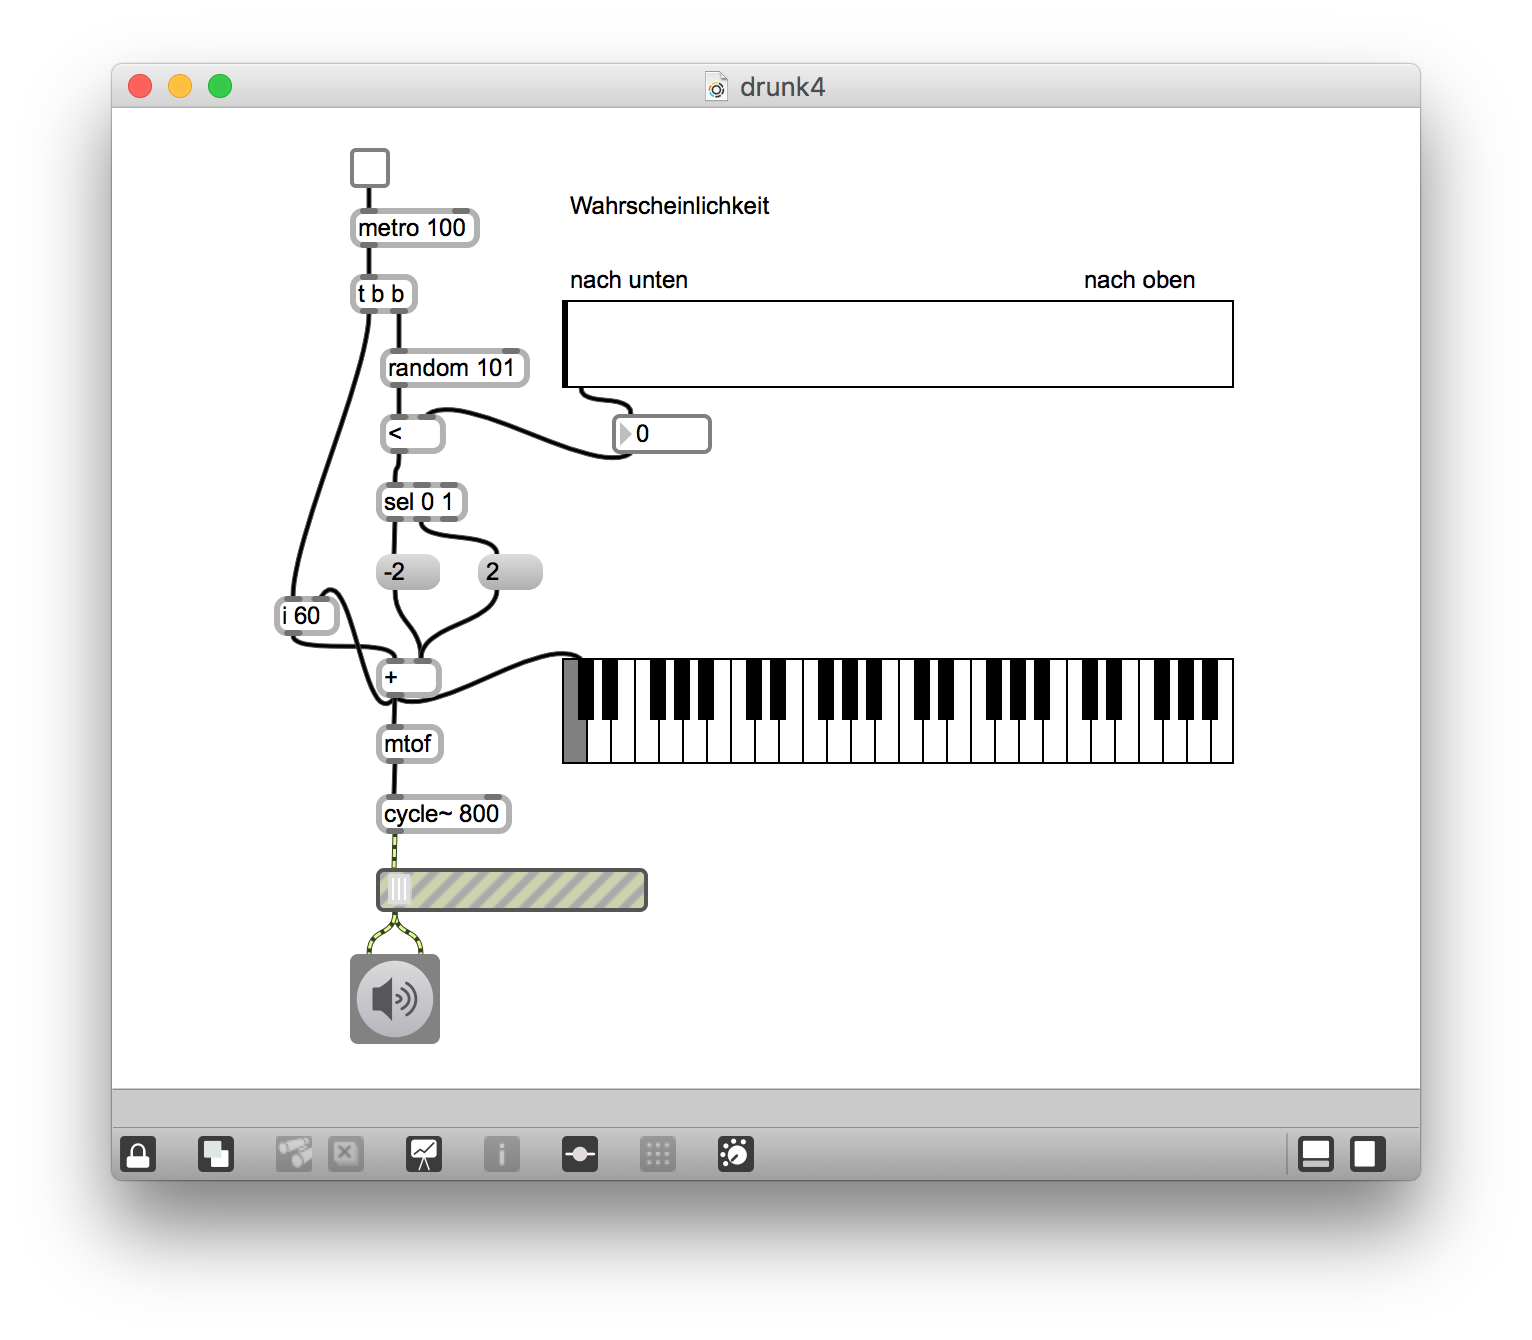 drunk4
Wahrscheinlichkeit
metro 100
nach unten
nach oben
t b b
random 101
<
0
sel 0 1
-2
2
i 60
+
mtof
cycle~ 800